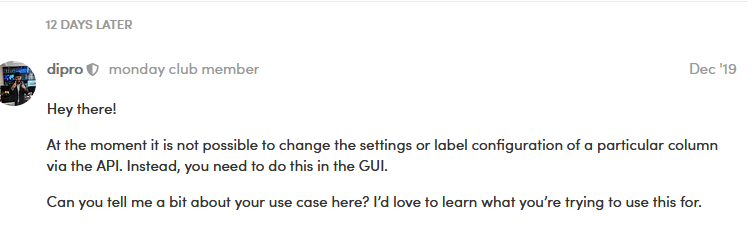 12 DAYS LATER
dipro monday club member Dec '19
Hey there!
At the moment it is not possible to change the settings or label configuration of a particular column
via the API. Instead, you need to do this in the GUI.
Can you tell me a bit about your use case here? I’d love to learn what you’re trying to use this for.